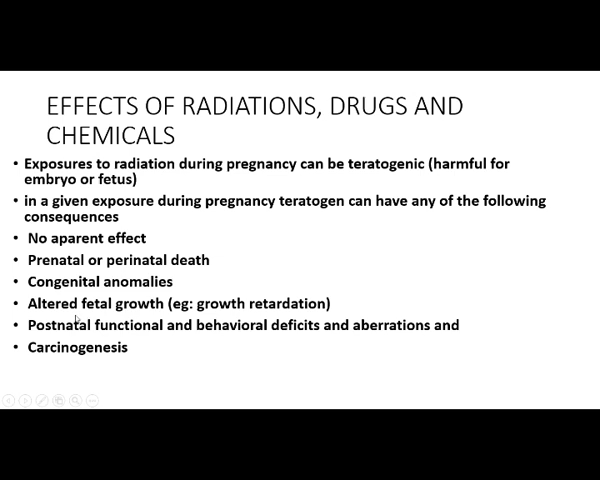 EFFECTS OF RADIATIONS, DRUGS AND
CHEMICALS
• Exposures to radiation during pregnancy can be teratogenic (harmful for
embryo or fetus)
• in a given exposure during pregnancy teratogen can have any of the following
consequences
• No apparent effect
• Prenatal or perinatal death
• Congenital anomalies
• Altered fetal growth (eg: growth retardation)
• Postnatal functional and behavioral deficits and aberrations and
• Carcinogenesis